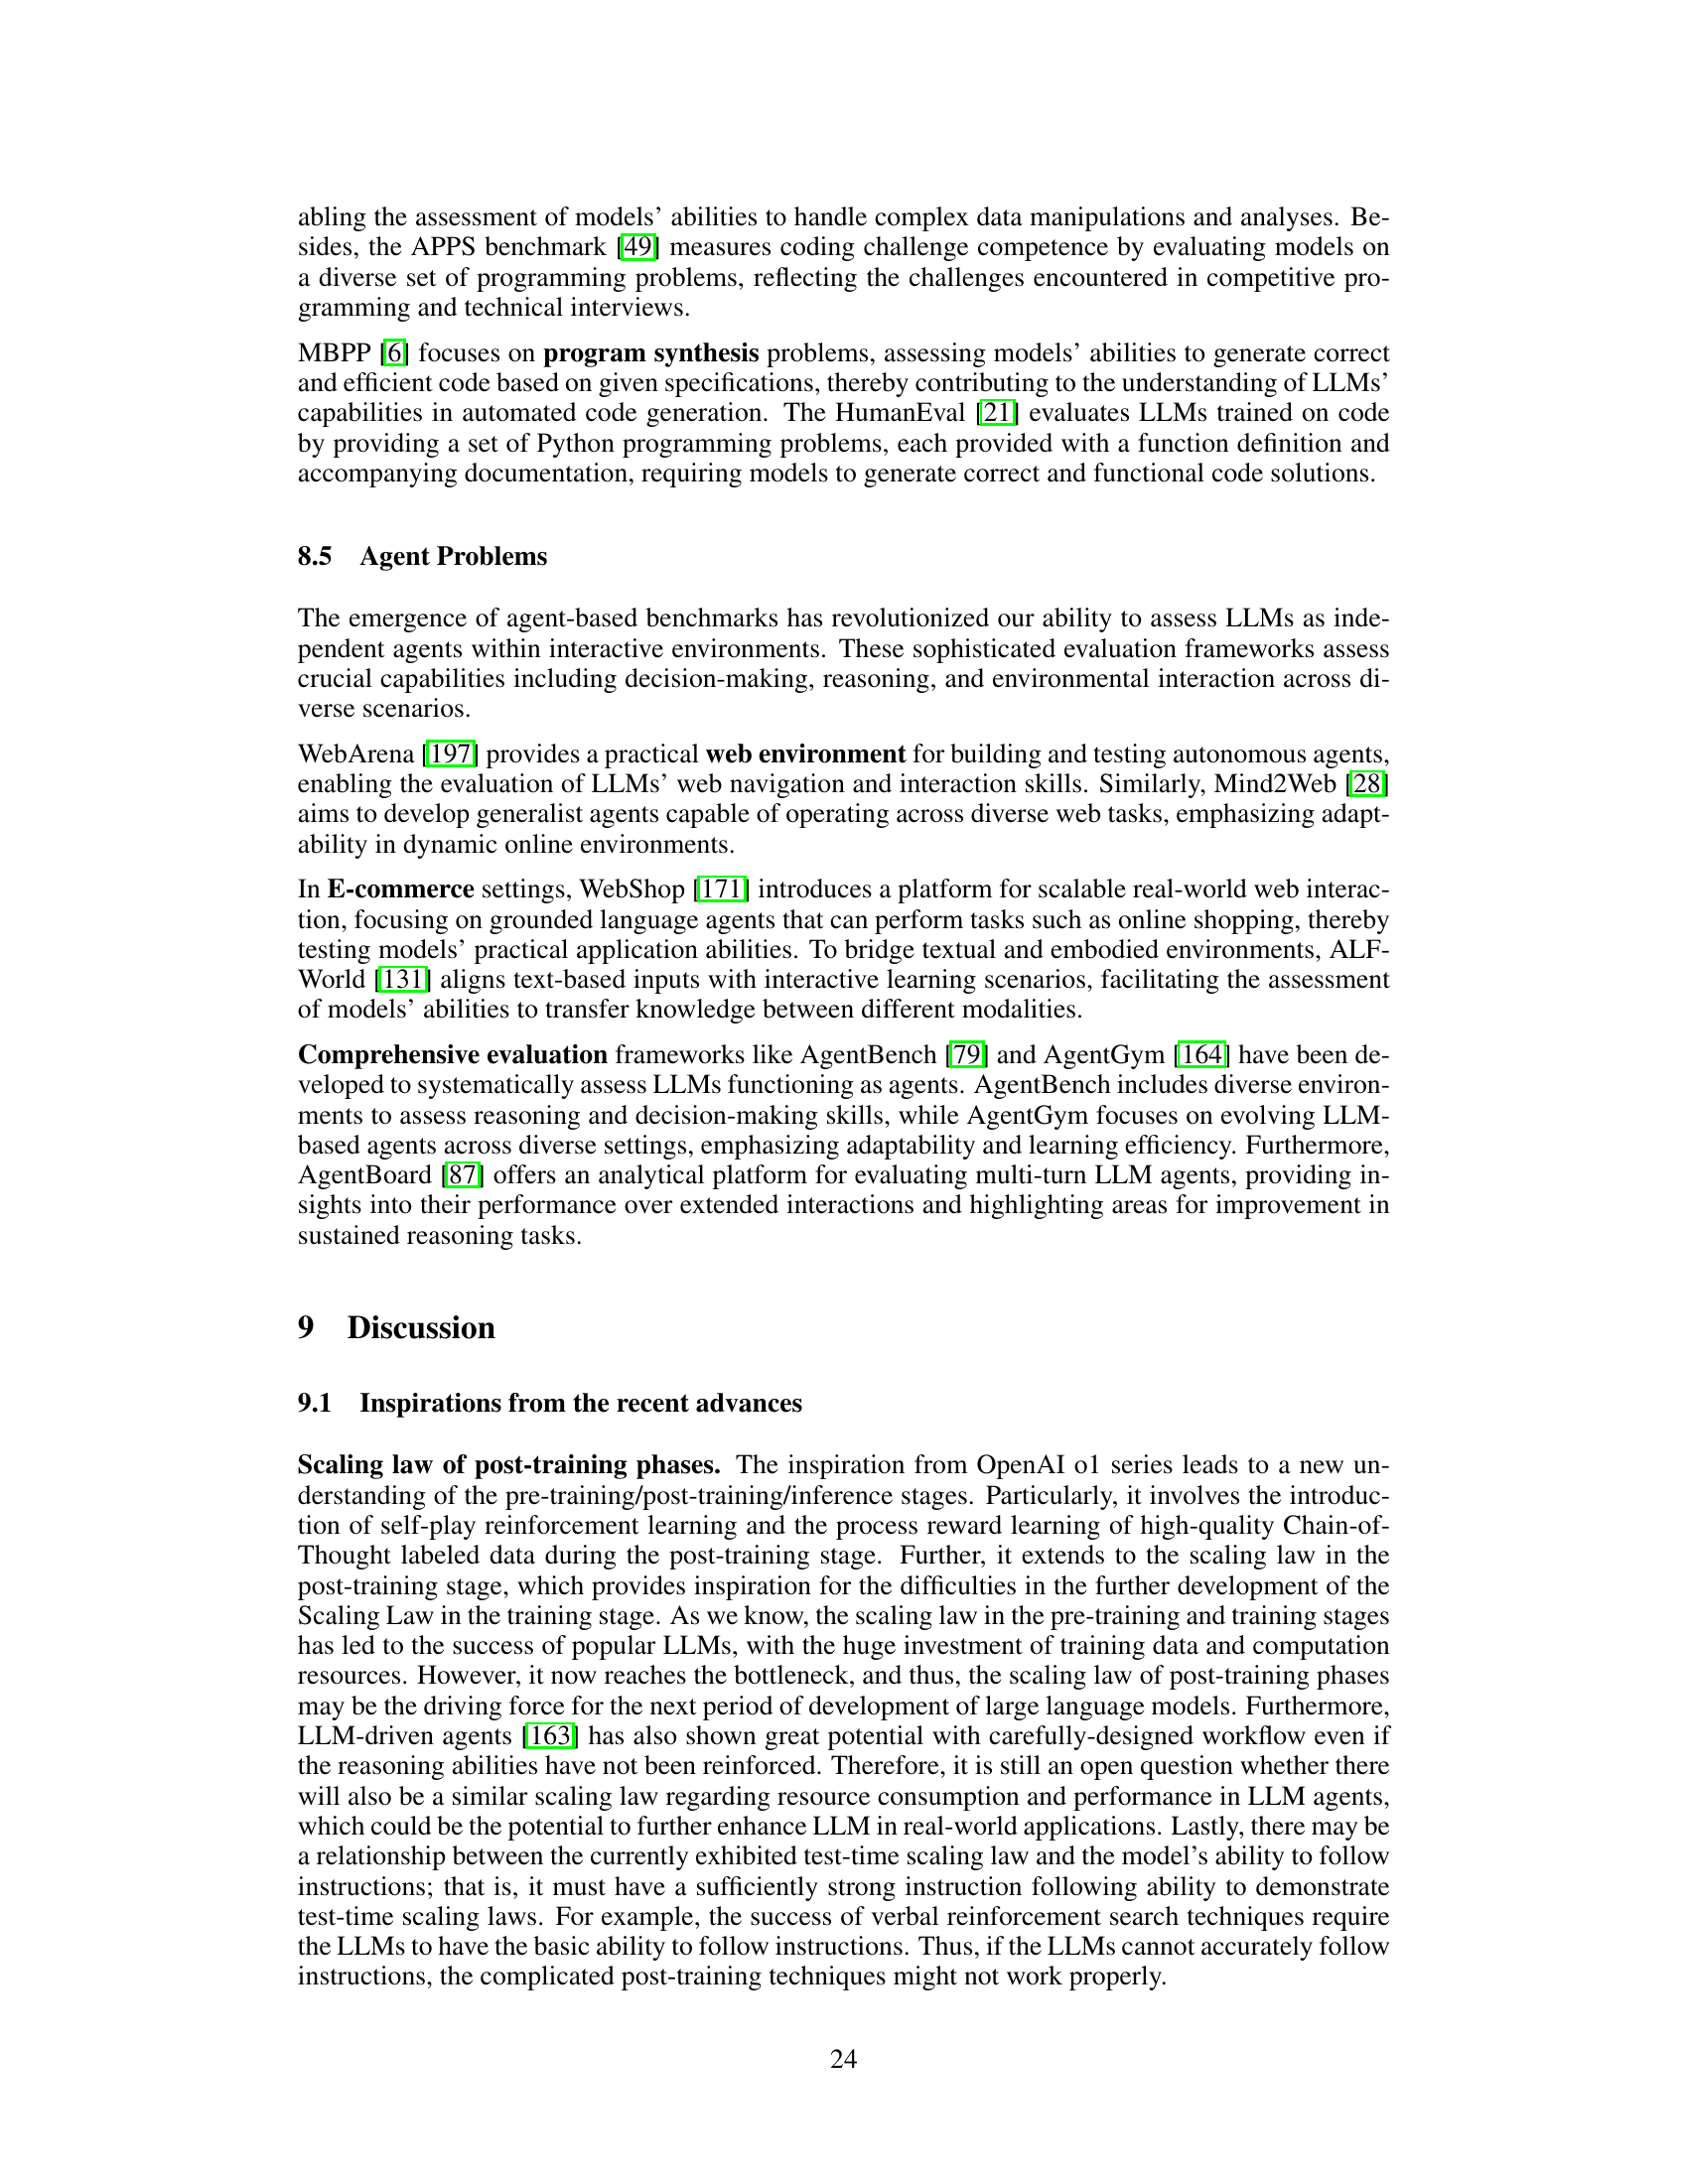 abling the assessment of models’ abilities to handle complex data manipulations and analyses. Be-
sides, the APPS benchmark [49] measures coding challenge competence by evaluating models on
a diverse set of programming problems, reflecting the challenges encountered in competitive pro-
gramming and technical interviews.
MBPP [6] focuses on program synthesis problems, assessing models’ abilities to generate correct
and efficient code based on given specifications, thereby contributing to the understanding of LLMs’
capabilities in automated code generation. The HumanEval [21] evaluates LLMs trained on code
by providing a set of Python programming problems, each provided with a function definition and
accompanying documentation, requiring models to generate correct and functional code solutions.
8.5 Agent Problems
The emergence of agent-based benchmarks has revolutionized our ability to assess LLMs as inde-
pendent agents within interactive environments. These sophisticated evaluation frameworks assess
crucial capabilities including decision-making, reasoning, and environmental interaction across di-
verse scenarios.
WebArena [197] provides a practical web environment for building and testing autonomous agents,
enabling the evaluation of LLMs’ web navigation and interaction skills. Similarly, Mind2Web [28]
aims to develop generalist agents capable of operating across diverse web tasks, emphasizing adapt-
ability in dynamic online environments.
In E-commerce settings, WebShop [171] introduces a platform for scalable real-world web interac-
tion, focusing on grounded language agents that can perform tasks such as online shopping, thereby
testing models’ practical application abilities. To bridge textual and embodied environments, ALF-
World [131] aligns text-based inputs with interactive learning scenarios, facilitating the assessment
of models’ abilities to transfer knowledge between different modalities.
Comprehensive evaluation frameworks like AgentBench [79] and AgentGym [164] have been de-
veloped to systematically assess LLMs functioning as agents. AgentBench includes diverse environ-
ments to assess reasoning and decision-making skills, while AgentGym focuses on evolving LLM-
based agents across diverse settings, emphasizing adaptability and learning efficiency. Furthermore,
AgentBoard [87] offers an analytical platform for evaluating multi-turn LLM agents, providing in-
sights into their performance over extended interactions and highlighting areas for improvement in
sustained reasoning tasks.
9 Discussion
9.1 Inspirations from the recent advances
Scaling law of post-training phases. The inspiration from OpenAI o1 series leads to a new un-
derstanding of the pre-training/post-training/inference stages. Particularly, it involves the introduc-
tion of self-play reinforcement learning and the process reward learning of high-quality Chain-of-
Thought labeled data during the post-training stage. Further, it extends to the scaling law in the
post-training stage, which provides inspiration for the difficulties in the further development of the
Scaling Law in the training stage. As we know, the scaling law in the pre-training and training stages
has led to the success of popular LLMs, with the huge investment of training data and computation
resources. However, it now reaches the bottleneck, and thus, the scaling law of post-training phases
may be the driving force for the next period of development of large language models. Furthermore,
LLM-driven agents [163] has also shown great potential with carefully-designed workflow even if
the reasoning abilities have not been reinforced. Therefore, it is still an open question whether there
will also be a similar scaling law regarding resource consumption and performance in LLM agents,
which could be the potential to further enhance LLM in real-world applications. Lastly, there may be
a relationship between the currently exhibited test-time scaling law and the model’s ability to follow
instructions; that is, it must have a sufficiently strong instruction following ability to demonstrate
test-time scaling laws. For example, the success of verbal reinforcement search techniques require
the LLMs to have the basic ability to follow instructions. Thus, if the LLMs cannot accurately follow
instructions, the complicated post-training techniques might not work properly.
24